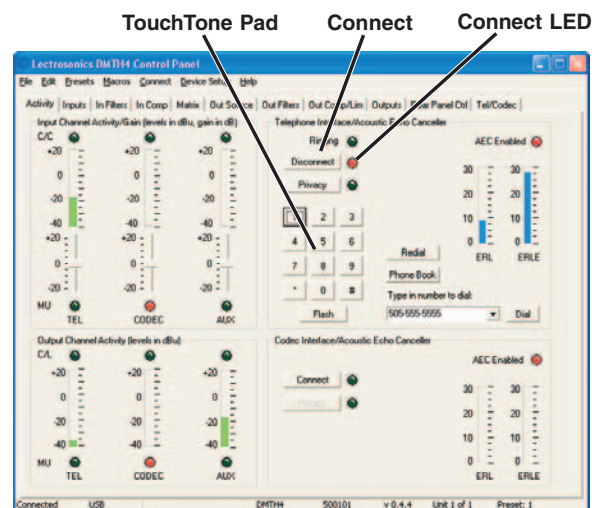 TouchTone Pad Connect Connect LED
Lectrosonics DMTH4 Control Panel
File Edit Presets Macros Connect Device Setup Help
Activity Inputs In Filters In Comp Matrix Out Source Out Filters Out Comp/Lim Outputs Rear Panel Ctrl Tel/Codec
Input Channel Activity/Gain (levels in dBu, gain in dB) Telephone Interface/Acoustic Echo Canceller
C/C Ringing AEC Enabled
+20 +20 +20
Disconnect 30 30
0 0 0
Privacy 20 20
-20 -20 -20
1 2 3 10 10
-40 -40 -40
+20 +20 +20
4 5 6 0 0
Redial ERL ERLE
0 0 0
7 8 9 Phone Book
-20 -20 -20
* 0 # Type in number to dial:
MU Flash 505-555-5555 Dial
TEL CODEC AUX
Output Channel Activity (levels in dBu) Codec Interface/Acoustic Echo Canceller
C/L AEC Enabled
+20 +20 +20
Connect 30 30
0 0 0
Privacy 20 20
-20 -20 -20
10 10
-40 -40 -40
MU 0 0
TEL CODEC AUX ERL ERLE
Connected USB DMTH4 500101 v 0.4.4 Unit 1 of 1 Preset: 1